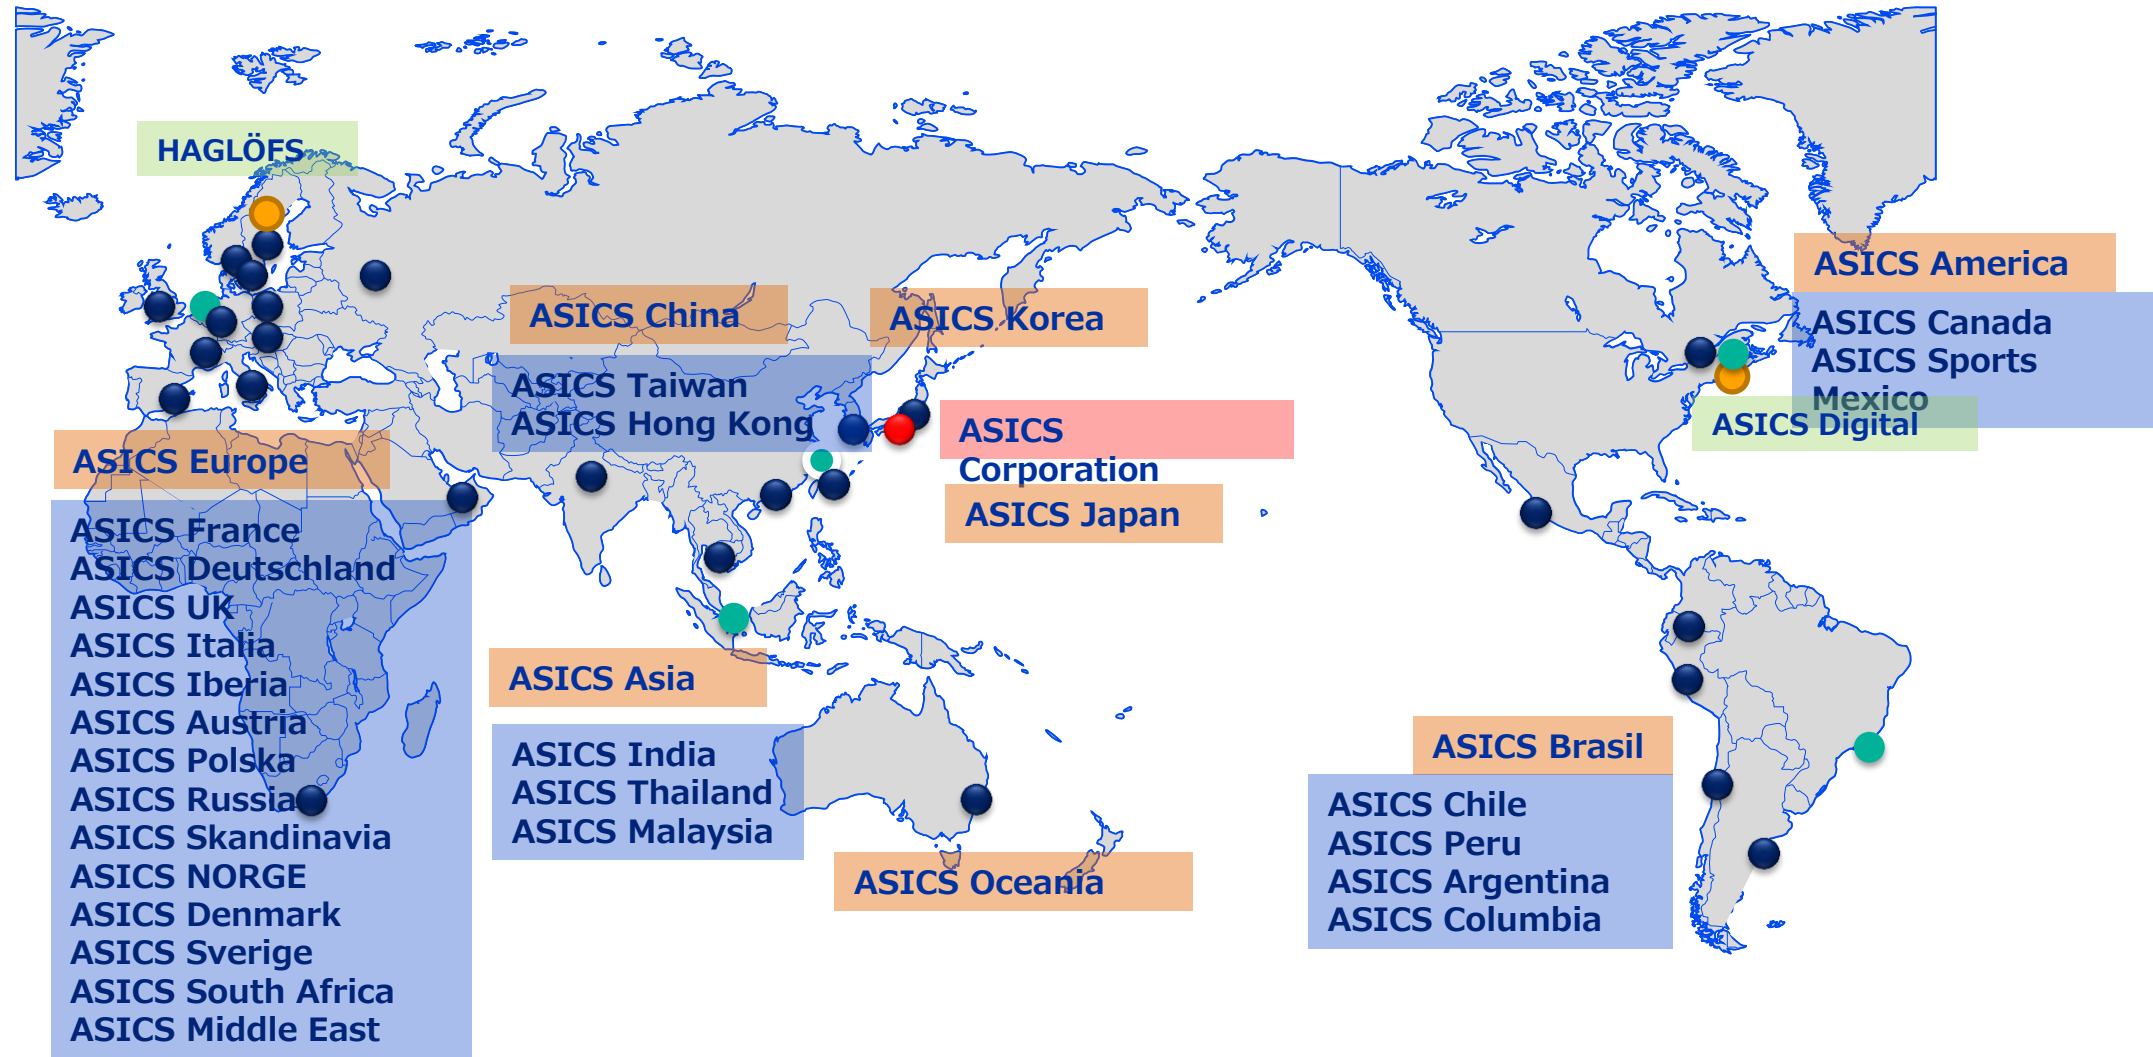 HAGLÖFS
ASICS Europe
ASICS France
ASICS Deutschland
ASICS UK
ASICS Italia
ASICS Iberia
ASICS Austria
ASICS Polska
ASICS Russia
ASICS Skandinavia
ASICS NORGE
ASICS Denmark
ASICS Sverige
ASICS South Africa
ASICS Middle East
ASICS China
ASICS Taiwan
ASICS Hong Kong
ASICS Korea
ASICS
Corporation
ASICS Japan
ASICS Asia
ASICS India
ASICS Thailand
ASICS Malaysia
ASICS Oceania
ASICS America
ASICS Canada
ASICS Sports
Mexico
ASICS Digital
ASICS Brasil
ASICS Chile
ASICS Peru
ASICS Argentina
ASICS Columbia